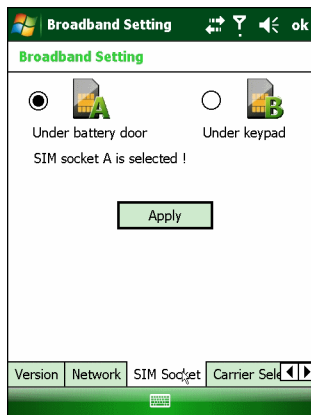 Broadband Setting ok
Broadband Setting
A B
Under battery door Under keypad
SIM socket A is selected !
Apply
Version Network SIM Socket Carrier Sele